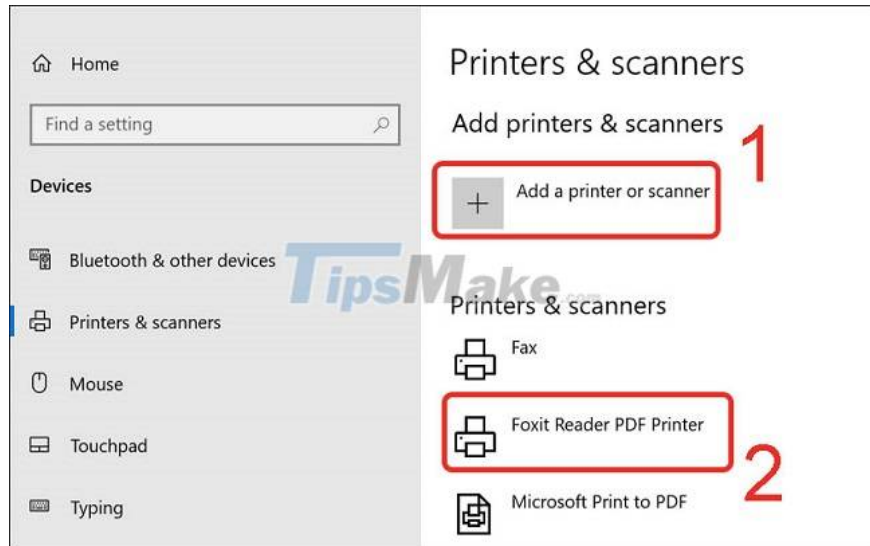 Home
Find a setting
Devices
Bluetooth & other devices
Printers & scanners
Mouse
Touchpad
Typing
Printers & scanners
Add printers & scanners
1
Add a printer or scanner
Printers & scanners
Fax
Foxit Reader PDF Printer
2
Microsoft Print to PDF
TipsMake.com